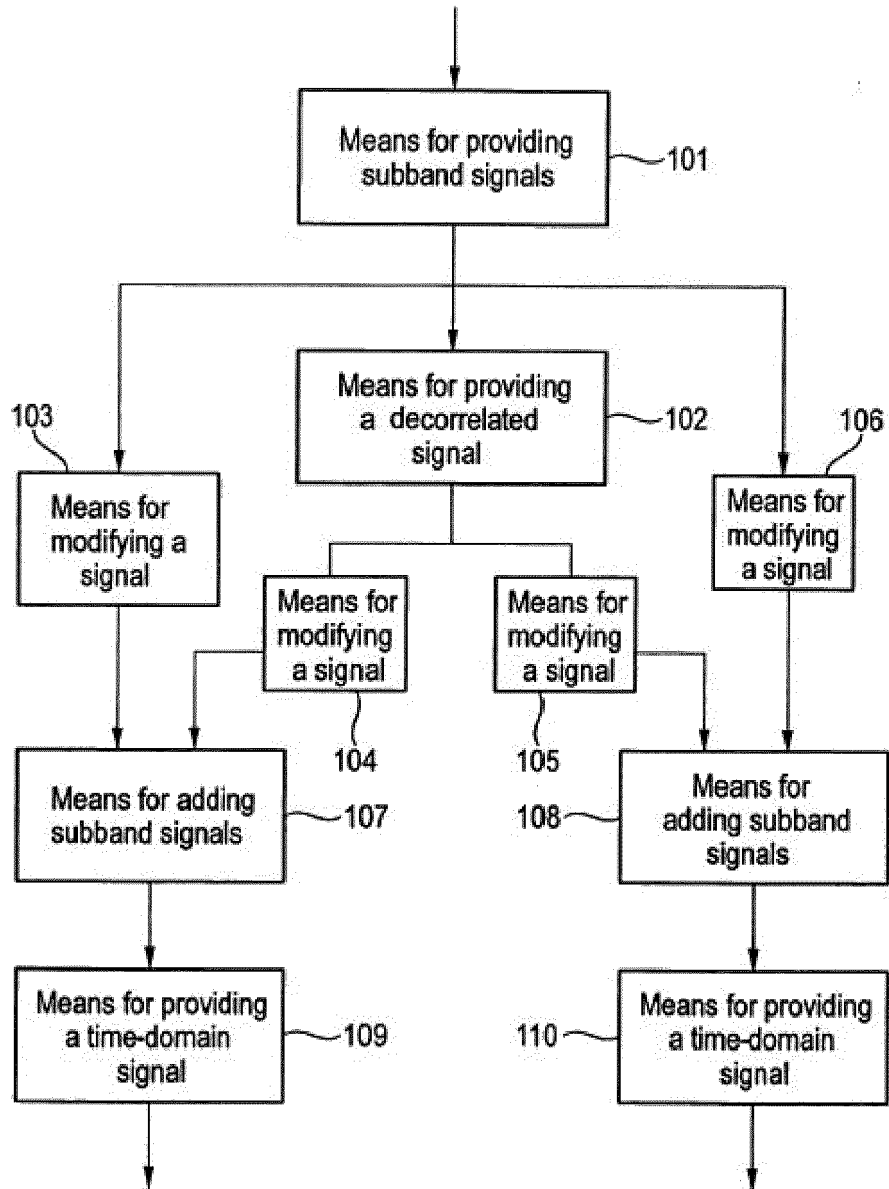 Means for providing
subband signals
101
Means for providing
a decorrelated
signal
102
103
106
Means for
modifying a
signal
Means for
modifying
a signal
Means for
modifying
a signal
Means for
modifying
a signal
104
105
Means for adding
subband signals
107
108
Means for
adding subband
signals
Means for providing
a time-domain
signal
109
110
Means for providing
a time-domain
signal